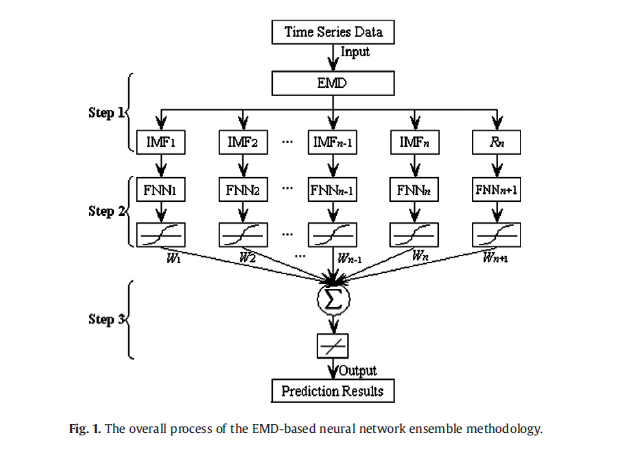 Time Series Data
Input
EMD
Step 1
IMF1 IMF2 ... IMFn-1 IMFn Rn
FNN1 FNN2 ... FNNn-1 FNNn FNNn+1
Step 2
...
W1 W2 ... Wn-1 Wn Wn+1
Σ
Step 3
Output
Prediction Results
Fig. 1. The overall process of the EMD-based neural network ensemble methodology.